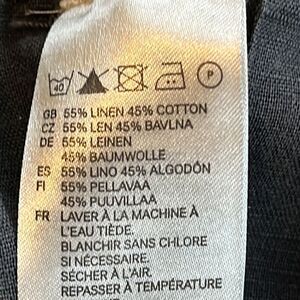 40 P
GB 55% LINEN 45% COTTON
CZ 55% LEN 45% BAVLNA
DE 55% LEINEN
45% BAUMWOLLE
ES 55% LINO 45% ALGODÓN
FI 55% PELLAVAA
45% PUUVILLAA
FR LAVER À LA MACHINE À
L'EAU TIÈDE.
BLANCHIR SANS CHLORE
SI NÉCESSAIRE.
SÉCHER À L'AIR.
REPASSER À TEMPÉRATURE